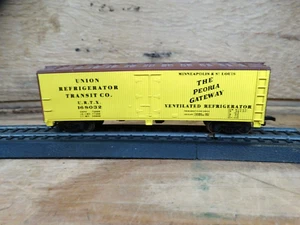 UNION
REFRIGERATOR
TRANSIT CO.
U.R.T.X.
MINNEAPOLIS & ST. LOUIS
THE
PEORIA
GATEWAY
VENTILATED REFRIGERATOR